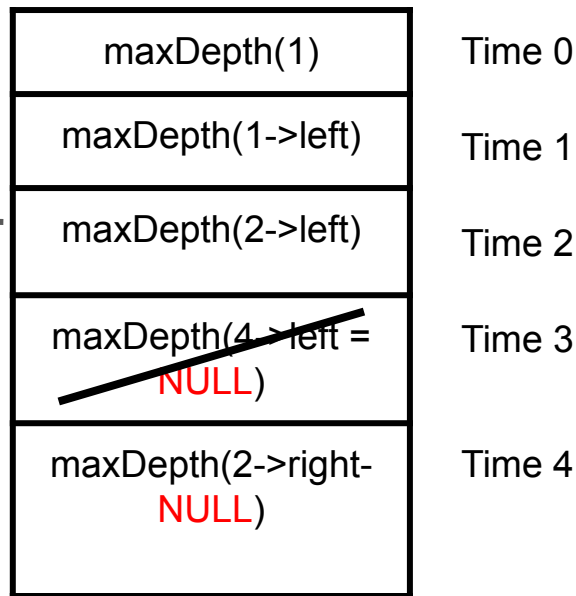 maxDepth(1) Time 0
maxDepth(1->left) Time 1
maxDepth(2->left) Time 2
maxDepth(4->left = Time 3
NULL)
maxDepth(2->right- Time 4
NULL)